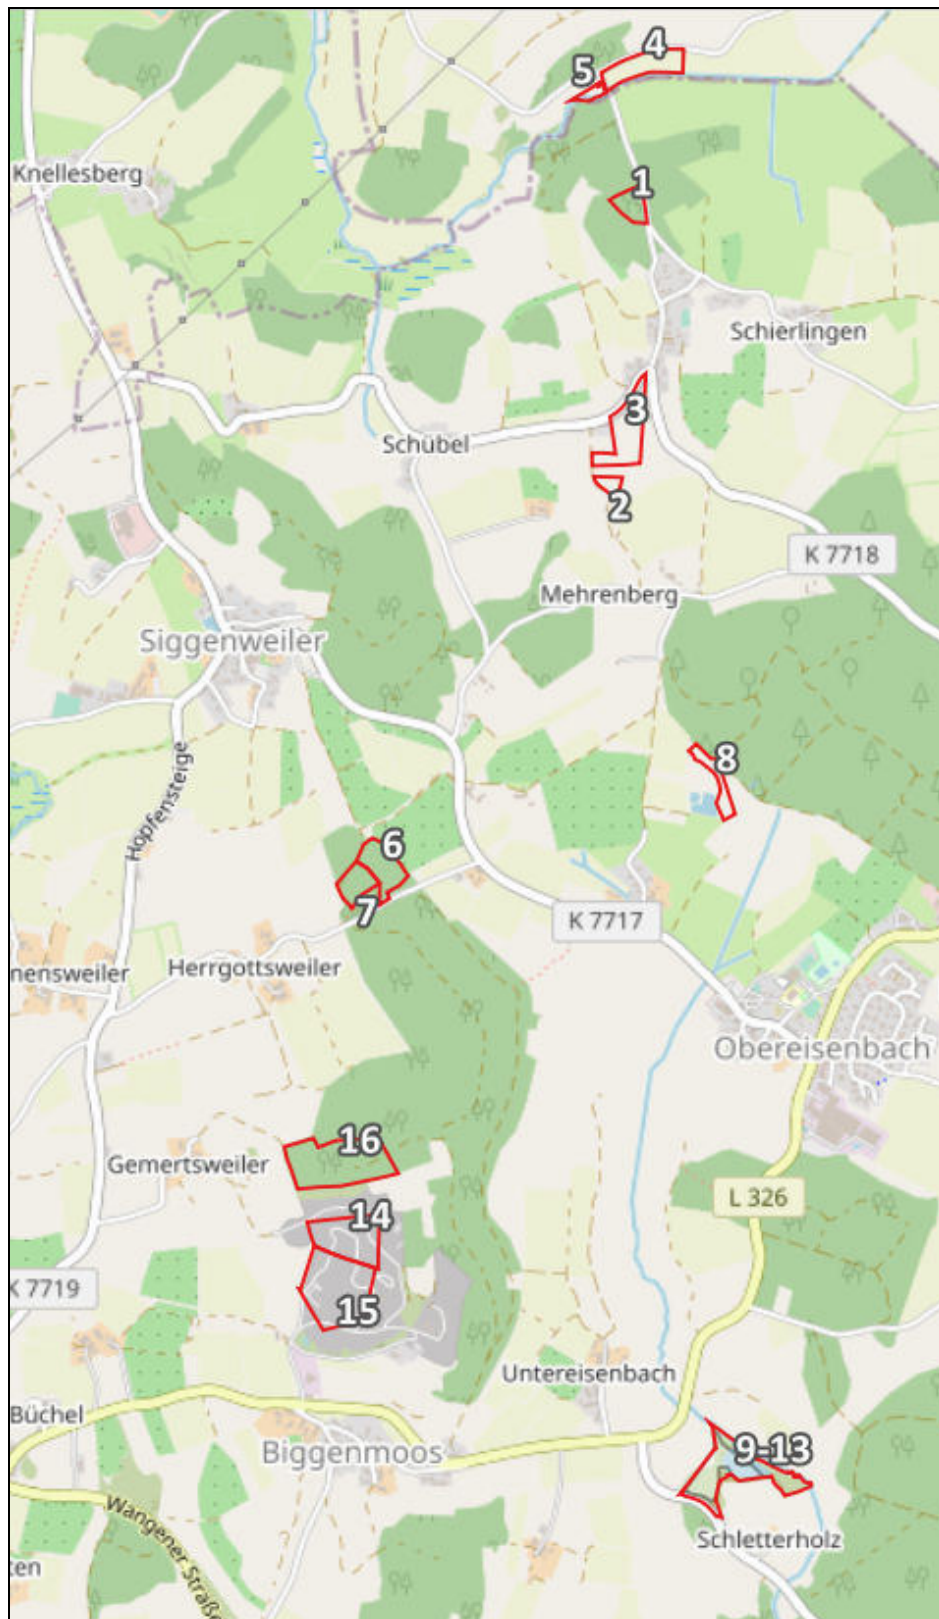 4
5
Knellesberg
1
Schierlingen
3
Schübel
2
K 7718
Mehrenberg
Siggenweiler
8
Hopfensteige
6
7
K 7717
nensweiler
Herrgottsweiler
Obereisenbach
16
Gemertsweiler
L 326
14
K 7719
15
Untereisenbach
Büchel
Biggenmoos
9-13
Wangener Straße
Schletterholz
ten